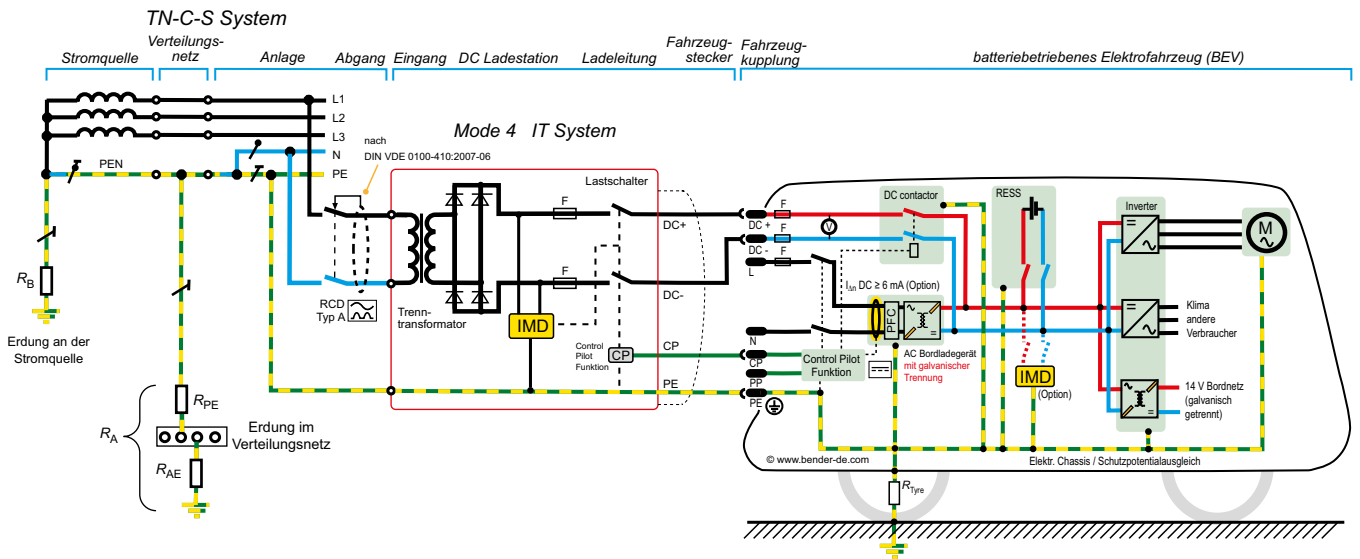 TN-C-S System
Stromquelle
Verteilungs-
netz
Anlage
Abgang
Eingang
DC Ladestation
Ladeleitung
Fahrzeug-
stecker
Fahrzeug-
kupplung
batteriebetriebenes Elektrofahrzeug (BEV)
L1
L2
L3
N
PE
PEN
nach
DIN VDE 0100-410:2007-06
Mode 4 IT System
RB
Erdung an der
Stromquelle
RA
RPE
RAE
Erdung im
Verteilungsnetz
RCD
Typ A
Trenn-
transformator
Lastschalter
F
F
IMD
Control
Pilot
Funktion
CP
DC+
DC-
CP
PE
DC +
DC -
L
N
CP
PP
PE
F
F
F
V
DC contactor
RESS
Inverter
M
I∆n DC ≥ 6 mA (Option)
PFC
Control Pilot
Funktion
AC Bordladegerät
mit galvanischer
Trennung
IMD
(Option)
Klima
andere
Verbraucher
14 V Bordnetz
(galvanisch
getrennt)
© www.bender-de.com
Elektr. Chassis / Schutzpotentialausgleich
RTyre